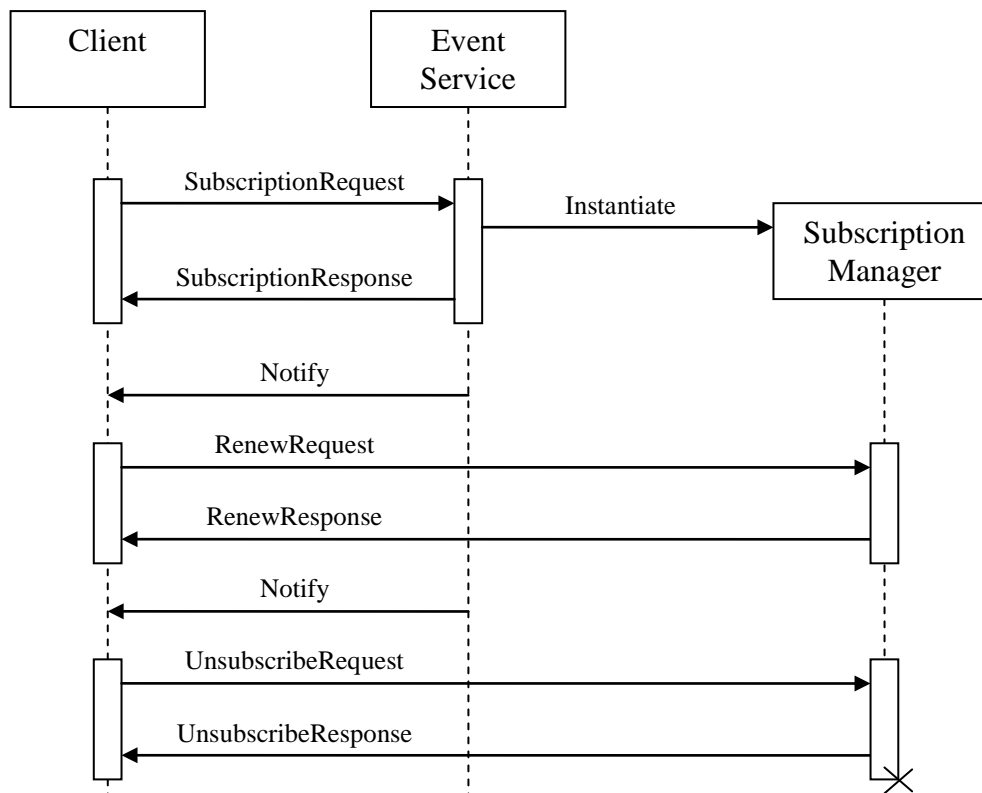 Client
Event
Service
SubscriptionRequest
Instantiate
Subscription
Manager
SubscriptionResponse
Notify
RenewRequest
RenewResponse
Notify
UnsubscribeRequest
UnsubscribeResponse